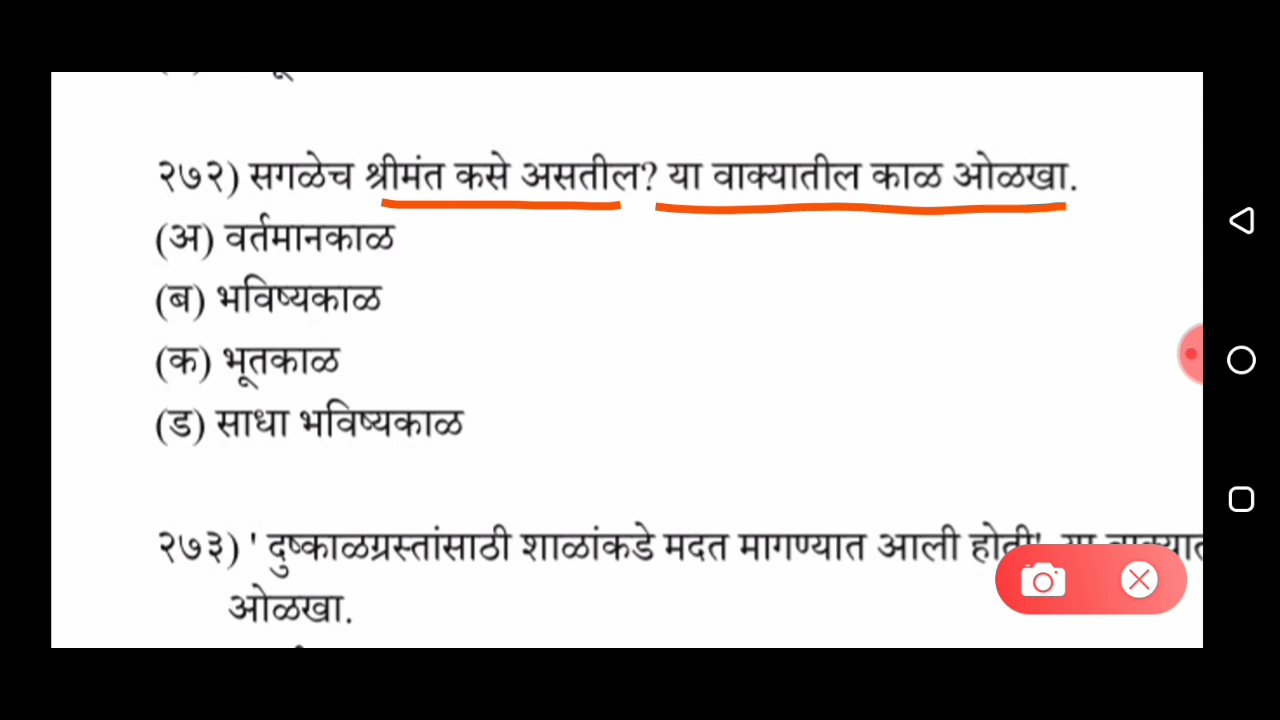 २७२) सगळेच श्रीमंत कसे असतील? या वाक्यातील काळ ओळखा.
(अ) वर्तमानकाळ
(ब) भविष्यकाळ
(क) भूतकाळ
(ड) साधा भविष्यकाळ
२७३) ' दुष्काळग्रस्तांसाठी शाळांकडे मदत मागण्यात आली होती'
ओळखा.